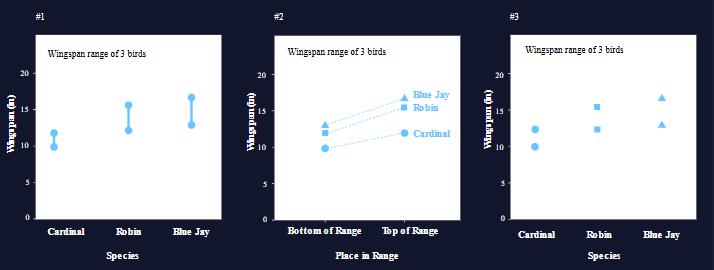 #1
Wingspan range of 3 birds
20
15
10
5
0
Wingspan (in)
Cardinal Robin Blue Jay
Species
#2
Wingspan range of 3 birds
20
15
10
5
0
Wingspan (in)
Blue Jay
Robin
Cardinal
Bottom of Range Top of Range
Place in Range
#3
Wingspan range of 3 birds
20
15
10
5
0
Wingspan (in)
Cardinal Robin Blue Jay
Species